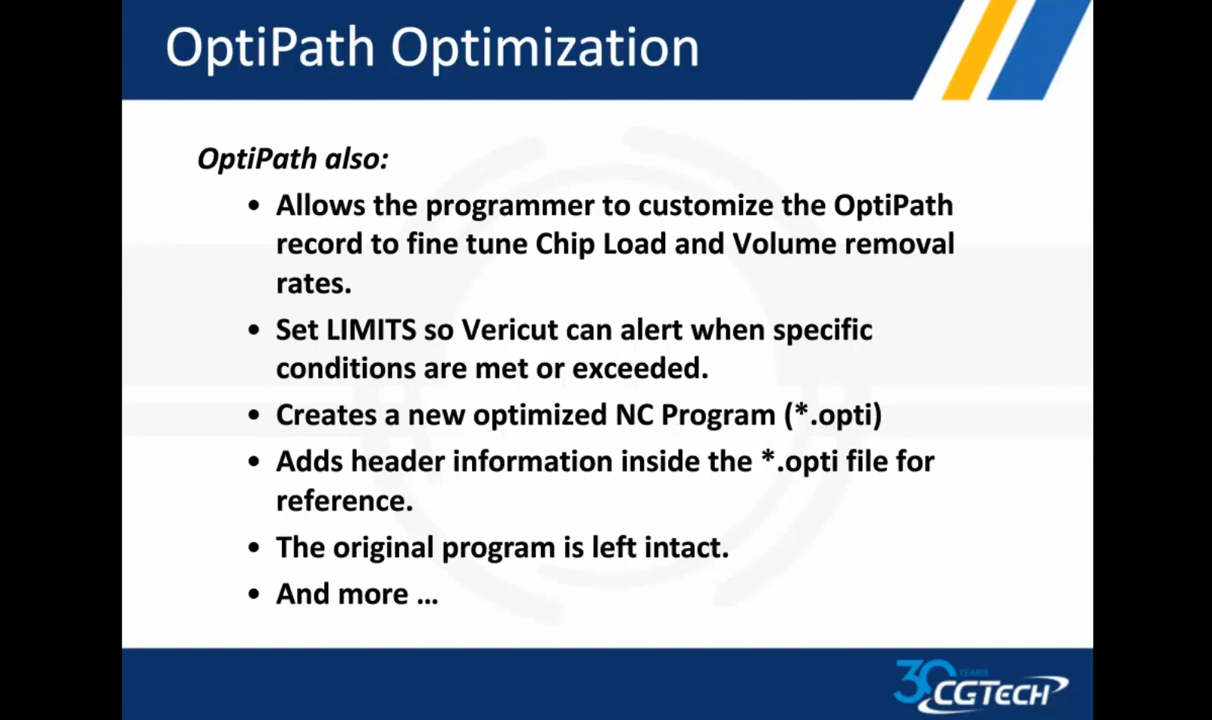 OptiPath Optimization
OptiPath also:
• Allows the programmer to customize the OptiPath
record to fine tune Chip Load and Volume removal
rates.
• Set LIMITS so Vericut can alert when specific
conditions are met or exceeded.
• Creates a new optimized NC Program (*.opti)
• Adds header information inside the *.opti file for
reference.
• The original program is left intact.
• And more ...
30 YEARS
CGTECH